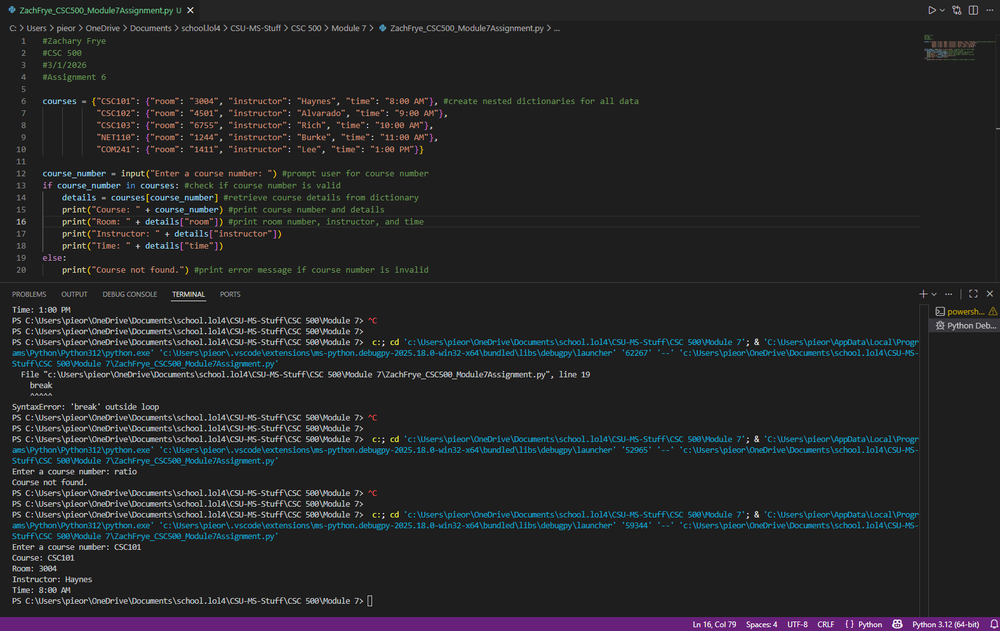 ZachFrye_CSC500_Module7Assignment.py U
C: > Users > pieor > OneDrive > Documents > school.lol4 > CSU-MS-Stuff > CSC 500 > Module 7 > ZachFrye_CSC500_Module7Assignment.py > ...
1 #Zachary Frye
2 #CSC 500
3 #3/1/2026
4 #Assignment 6
5
6 courses = {"CSC101": {"room": "3004", "instructor": "Haynes", "time": "8:00 AM"}, #create nested dictionaries for all data
7 "CSC102": {"room": "4501", "instructor": "Alvarado", "time": "9:00 AM"},
8 "CSC103": {"room": "6755", "instructor": "Rich", "time": "10:00 AM"},
9 "NET110": {"room": "1244", "instructor": "Burke", "time": "11:00 AM"},
10 "COM241": {"room": "1411", "instructor": "Lee", "time": "1:00 PM"}}
11
12 course_number = input("Enter a course number: ") #prompt user for course number
13 if course_number in courses: #check if course number is valid
14 details = courses[course_number] #retrieve course details from dictionary
15 print("Course: " + course_number) #print course number and details
16 print("Room: " + details["room"]) #print room number, instructor, and time
17 print("Instructor: " + details["instructor"])
18 print("Time: " + details["time"])
19 else:
20 print("Course not found.") #print error message if course number is invalid
PROBLEMS OUTPUT DEBUG CONSOLE TERMINAL PORTS
powersh...
Python Deb...
Time: 1:00 PM
PS C:\Users\pieor\OneDrive\Documents\school.lol4\CSU-MS-Stuff\CSC 500\Module 7> ^C
PS C:\Users\pieor\OneDrive\Documents\school.lol4\CSU-MS-Stuff\CSC 500\Module 7>
PS C:\Users\pieor\OneDrive\Documents\school.lol4\CSU-MS-Stuff\CSC 500\Module 7> c:; cd 'c:\Users\pieor\OneDrive\Documents\school.lol4\CSU-MS-Stuff\CSC 500\Module 7'; & 'C:\Users\pieor\AppData\Local\Progr
ams\Python\Python312\python.exe' 'c:\Users\pieor\.vscode\extensions\ms-python.debugpy-2025.18.0-win32-x64\bundled\libs\debugpy\launcher' '62267' '--' 'c:\Users\pieor\OneDrive\Documents\school.lol4\CSU-MS-
Stuff\CSC 500\Module 7\ZachFrye_CSC500_Module7Assignment.py'
File "c:\Users\pieor\OneDrive\Documents\school.lol4\CSU-MS-Stuff\CSC 500\Module 7\ZachFrye_CSC500_Module7Assignment.py", line 19
break
^^^^^
SyntaxError: 'break' outside loop
PS C:\Users\pieor\OneDrive\Documents\school.lol4\CSU-MS-Stuff\CSC 500\Module 7> ^C
PS C:\Users\pieor\OneDrive\Documents\school.lol4\CSU-MS-Stuff\CSC 500\Module 7>
PS C:\Users\pieor\OneDrive\Documents\school.lol4\CSU-MS-Stuff\CSC 500\Module 7> c:; cd 'c:\Users\pieor\OneDrive\Documents\school.lol4\CSU-MS-Stuff\CSC 500\Module 7'; & 'C:\Users\pieor\AppData\Local\Progr
ams\Python\Python312\python.exe' 'c:\Users\pieor\.vscode\extensions\ms-python.debugpy-2025.18.0-win32-x64\bundled\libs\debugpy\launcher' '52965' '--' 'c:\Users\pieor\OneDrive\Documents\school.lol4\CSU-MS-
Stuff\CSC 500\Module 7\ZachFrye_CSC500_Module7Assignment.py'
Enter a course number: ratio
Course not found.
PS C:\Users\pieor\OneDrive\Documents\school.lol4\CSU-MS-Stuff\CSC 500\Module 7> ^C
PS C:\Users\pieor\OneDrive\Documents\school.lol4\CSU-MS-Stuff\CSC 500\Module 7>
PS C:\Users\pieor\OneDrive\Documents\school.lol4\CSU-MS-Stuff\CSC 500\Module 7> c:; cd 'c:\Users\pieor\OneDrive\Documents\school.lol4\CSU-MS-Stuff\CSC 500\Module 7'; & 'C:\Users\pieor\AppData\Local\Progr
ams\Python\Python312\python.exe' 'c:\Users\pieor\.vscode\extensions\ms-python.debugpy-2025.18.0-win32-x64\bundled\libs\debugpy\launcher' '59344' '--' 'c:\Users\pieor\OneDrive\Documents\school.lol4\CSU-MS-
Stuff\CSC 500\Module 7\ZachFrye_CSC500_Module7Assignment.py'
Enter a course number: CSC101
Course: CSC101
Room: 3004
Instructor: Haynes
Time: 8:00 AM
PS C:\Users\pieor\OneDrive\Documents\school.lol4\CSU-MS-Stuff\CSC 500\Module 7>
Ln 16, Col 79 Spaces: 4 UTF-8 CRLF { } Python Python 3.12 (64-bit)